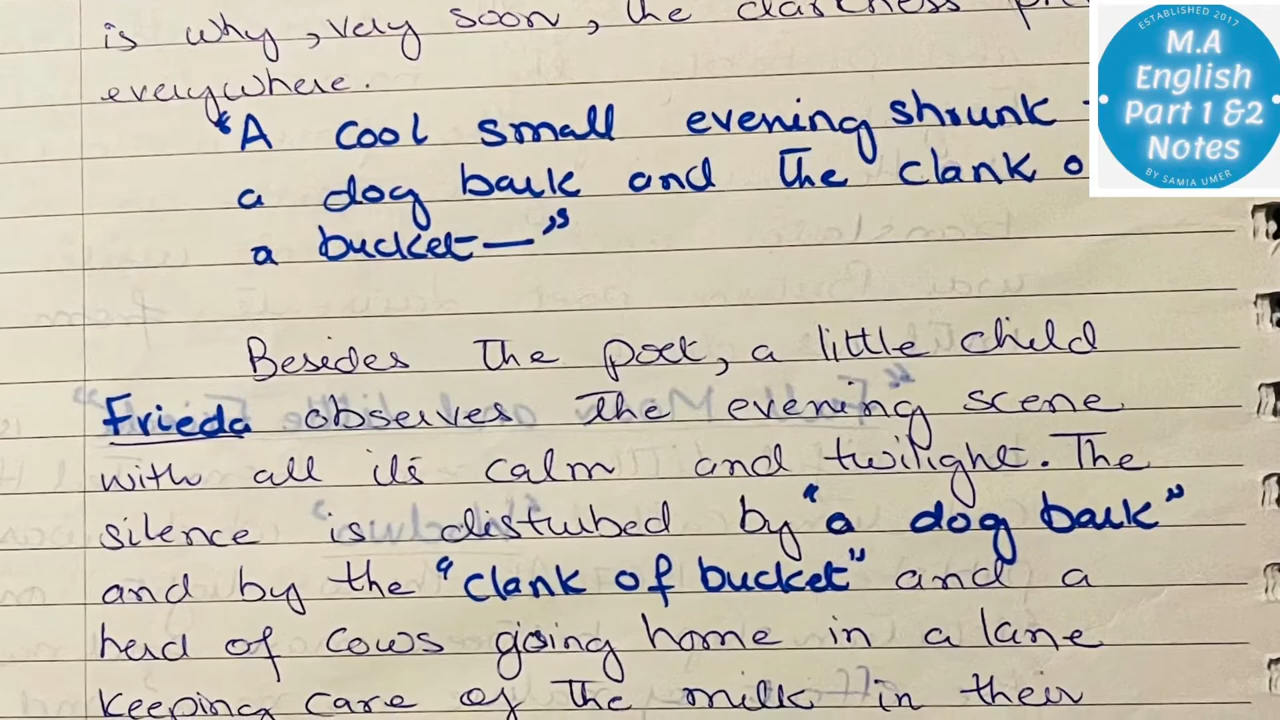 is why, very soon, the darkness
everywhere.
"A cool small evening shrunk
a dog bark and the clank o
a bucket—"
Besides the poet, a little child
Frieda observes the evening scene
with all its calm and twilight. The
silence is disturbed by "a dog bark"
and by the "clank of bucket" and a
herd of cows going home in a lane
keeping care of the milk in their
ESTABLISHED 2017
M.A
English
Part 1 &2
Notes
BY SAMIA UMER